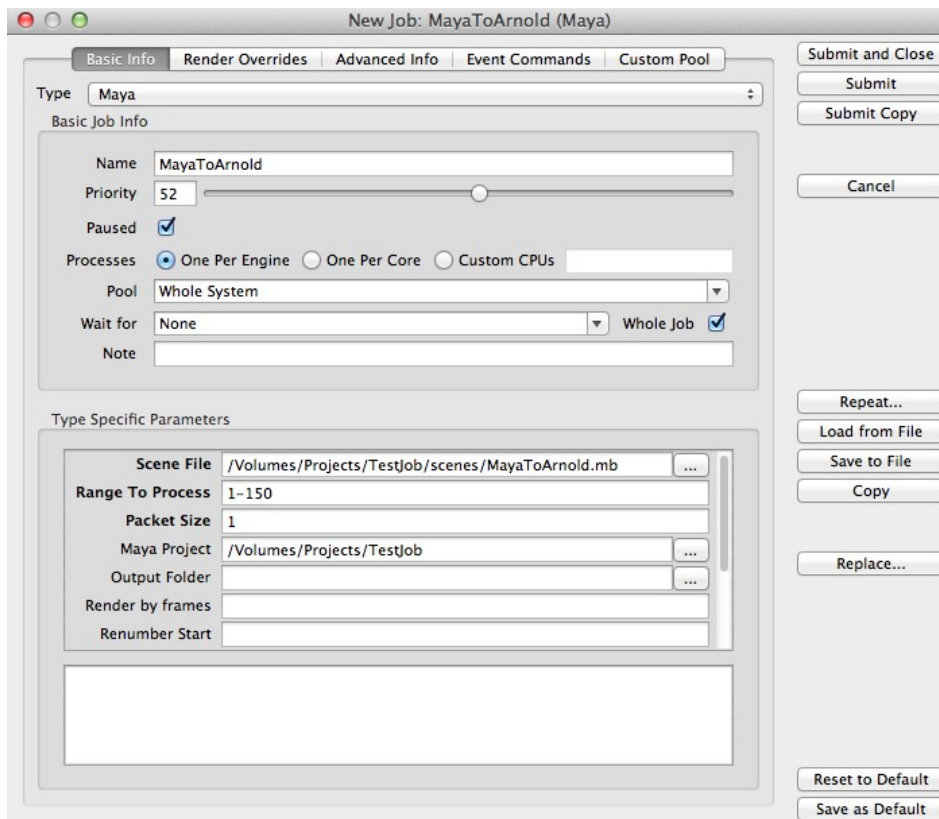 New Job: MayaToArnold (Maya)
Basic Info Render Overrides Advanced Info Event Commands Custom Pool
Type Maya
Basic Job Info
Name MayaToArnold
Priority 52
Paused
Processes One Per Engine One Per Core Custom CPUs
Pool Whole System
Wait for None Whole Job
Note
Type Specific Parameters
Scene File /Volumes/Projects/TestJob/scenes/MayaToArnold.mb ...
Range To Process 1-150
Packet Size 1
Maya Project /Volumes/Projects/TestJob ...
Output Folder ...
Render by frames
Renumber Start
Submit and Close
Submit
Submit Copy
Cancel
Repeat...
Load from File
Save to File
Copy
Replace...
Reset to Default
Save as Default